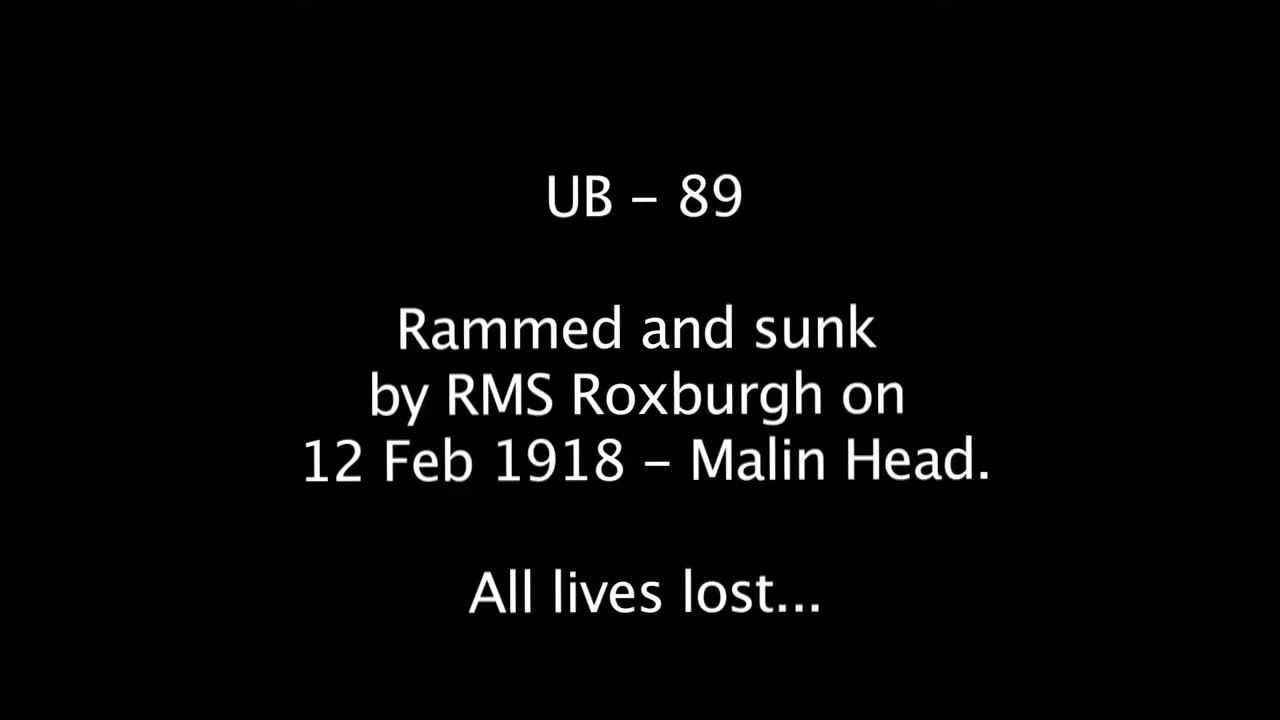 UB – 89
Rammed and sunk
by RMS Roxburgh on
12 Feb 1918 – Malin Head.
All lives lost...